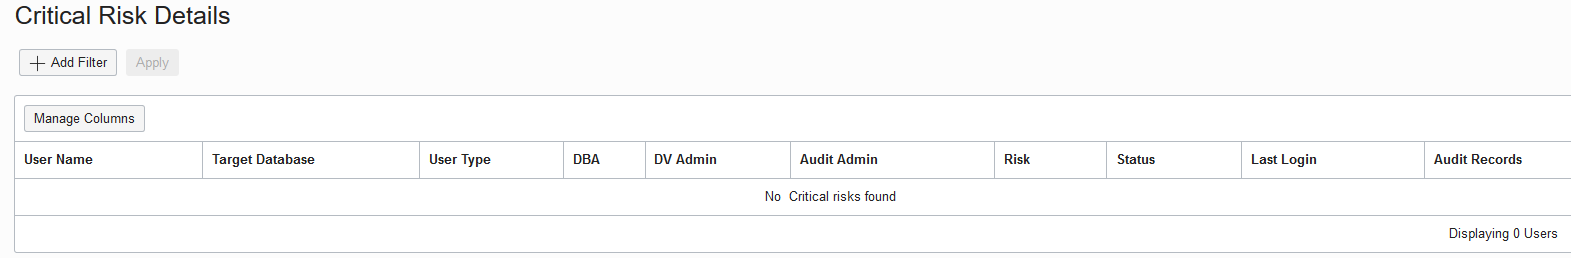 Critical Risk Details
Add Filter Apply
Manage Columns
User Name Target Database User Type DBA DV Admin Audit Admin Risk Status Last Login Audit Records
No Critical risks found
Displaying 0 Users